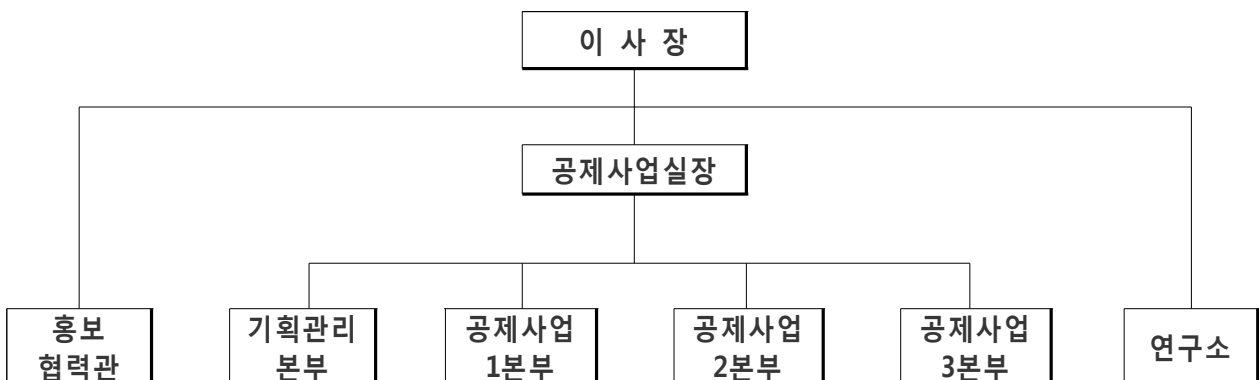 이 사 장
공제사업실장
홍보
협력관
기획관리
본부
공제사업
1본부
공제사업
2본부
공제사업
3본부
연구소